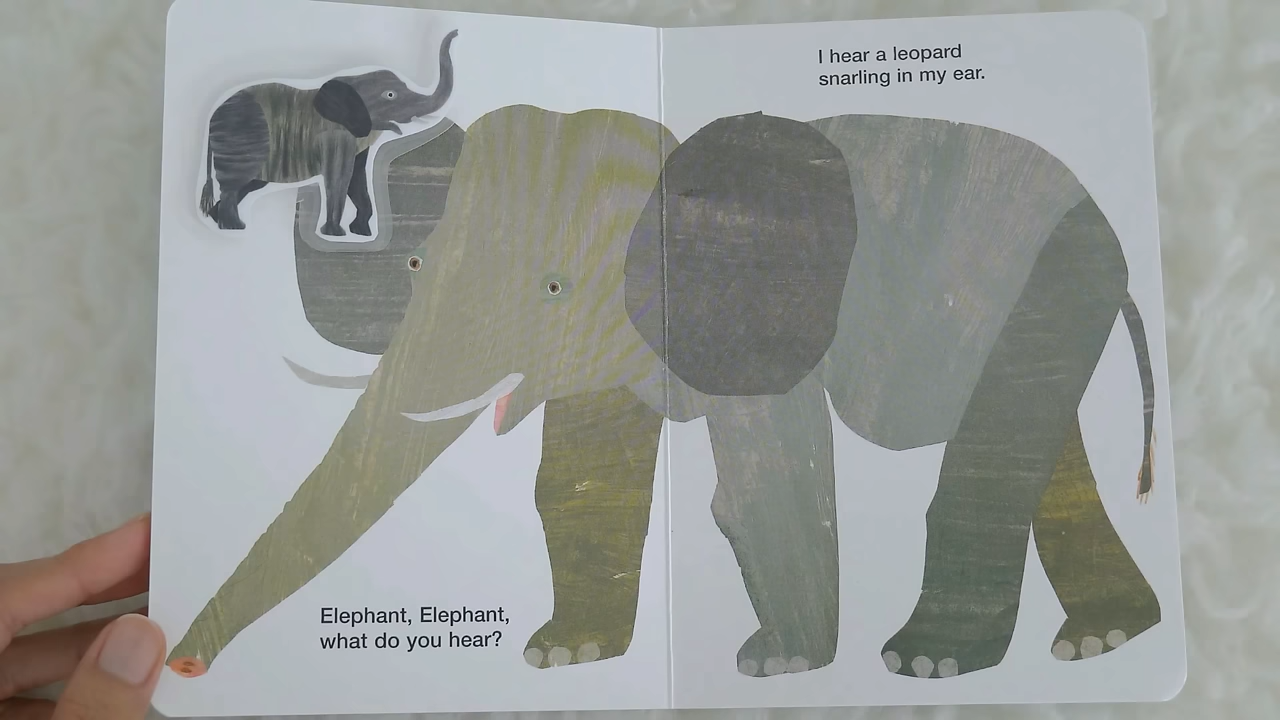 Elephant, Elephant,
what do you hear?
I hear a leopard
snarling in my ear.